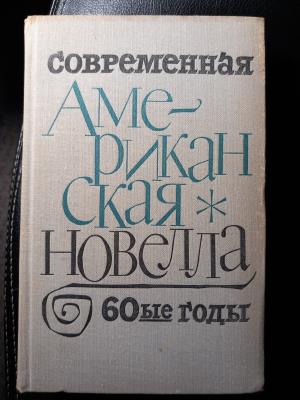 современная
Аме-
рикан
ская *
новелла
60ые годы